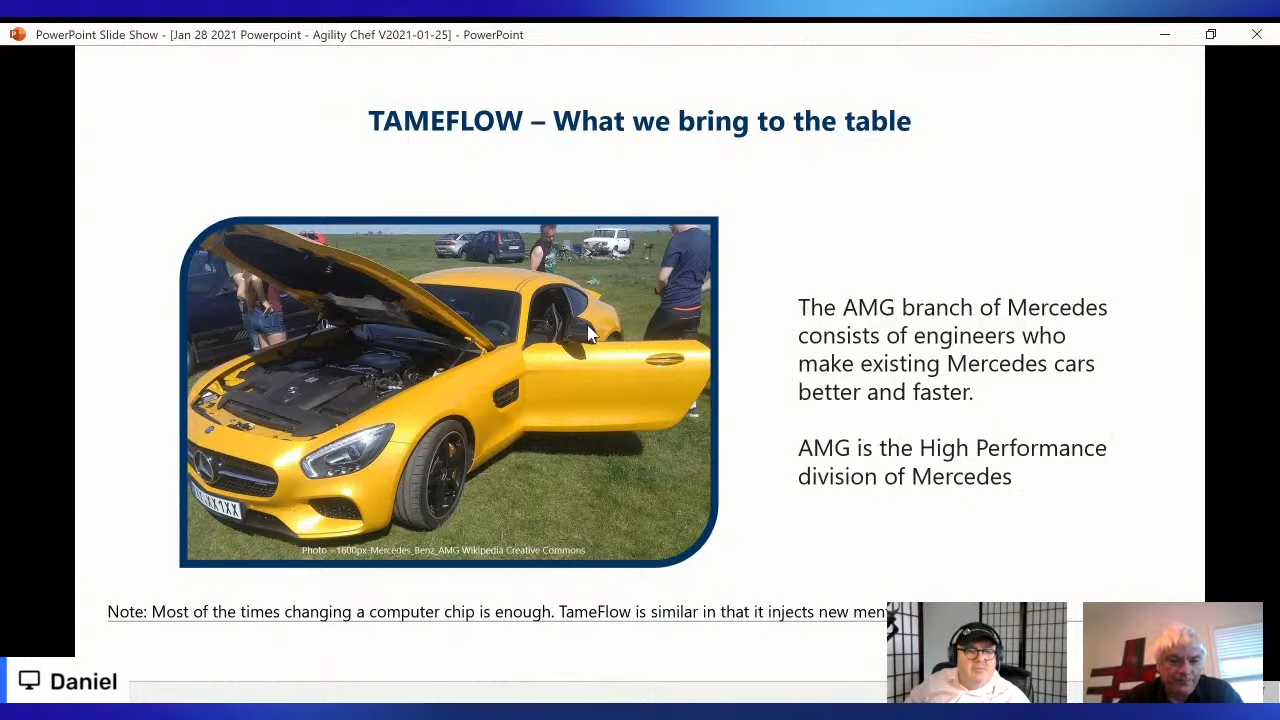 PowerPoint Slide Show - [Jan 28 2021 Powerpoint - Agility Chef V2021-01-25] - PowerPoint
TAMEFLOW – What we bring to the table
The AMG branch of Mercedes
consists of engineers who
make existing Mercedes cars
better and faster.
AMG is the High Performance
division of Mercedes
Photo - 1600px-Mercedes_Benz_AMG Wikipedia Creative Commons
Note: Most of the times changing a computer chip is enough. TameFlow is similar in that it injects new
Daniel